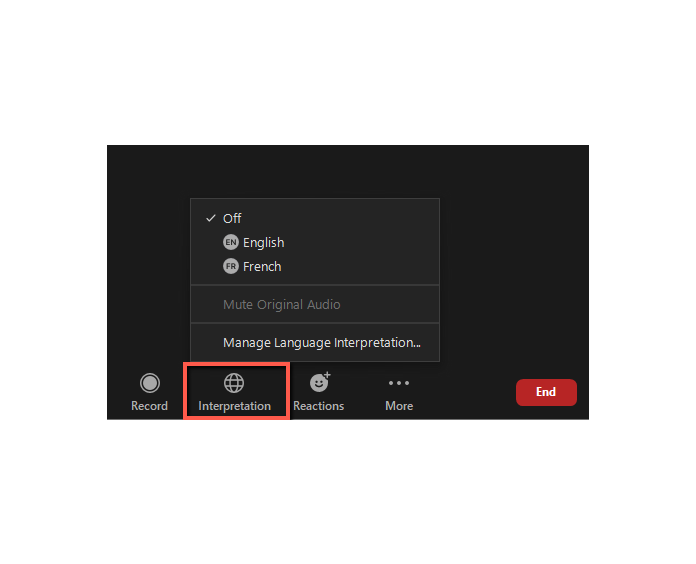 Off
EN English
FR French
Mute Original Audio
Manage Language Interpretation...
Record Interpretation Reactions More End